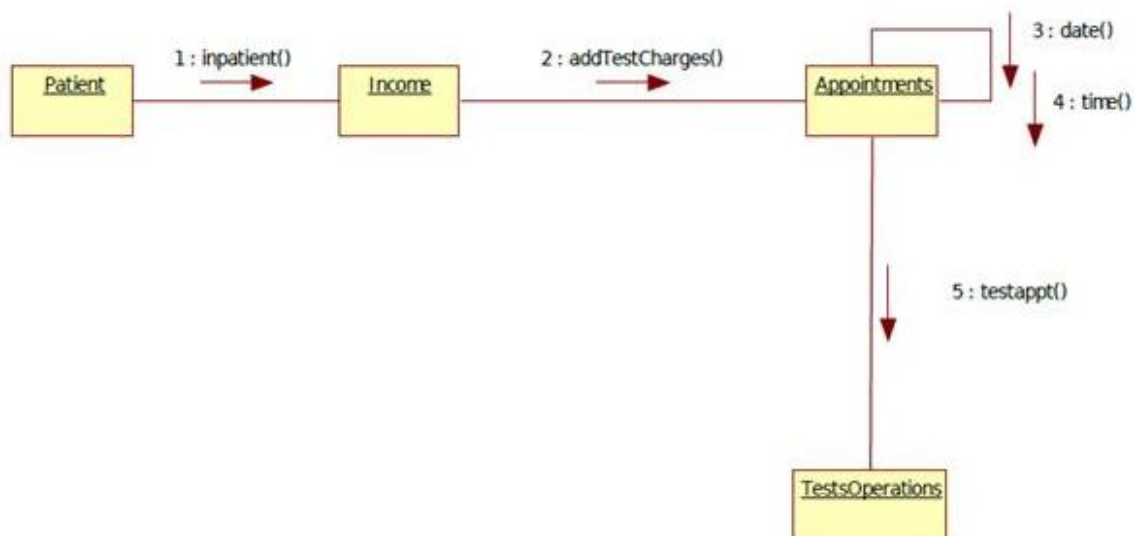 1 : inpatient()
2 : addTestCharges()
3 : date()
Patient
Income
Appointments
4 : time()
5 : testappt()
TestsOperations